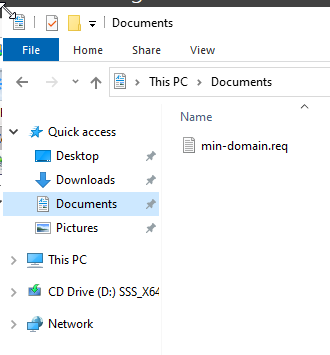 Documents
File
Home
Share
View
This PC
Documents
Name
Quick access
Desktop
min-domain.req
Downloads
Documents
Pictures
This PC
CD Drive (D:) SSS_X64
Network